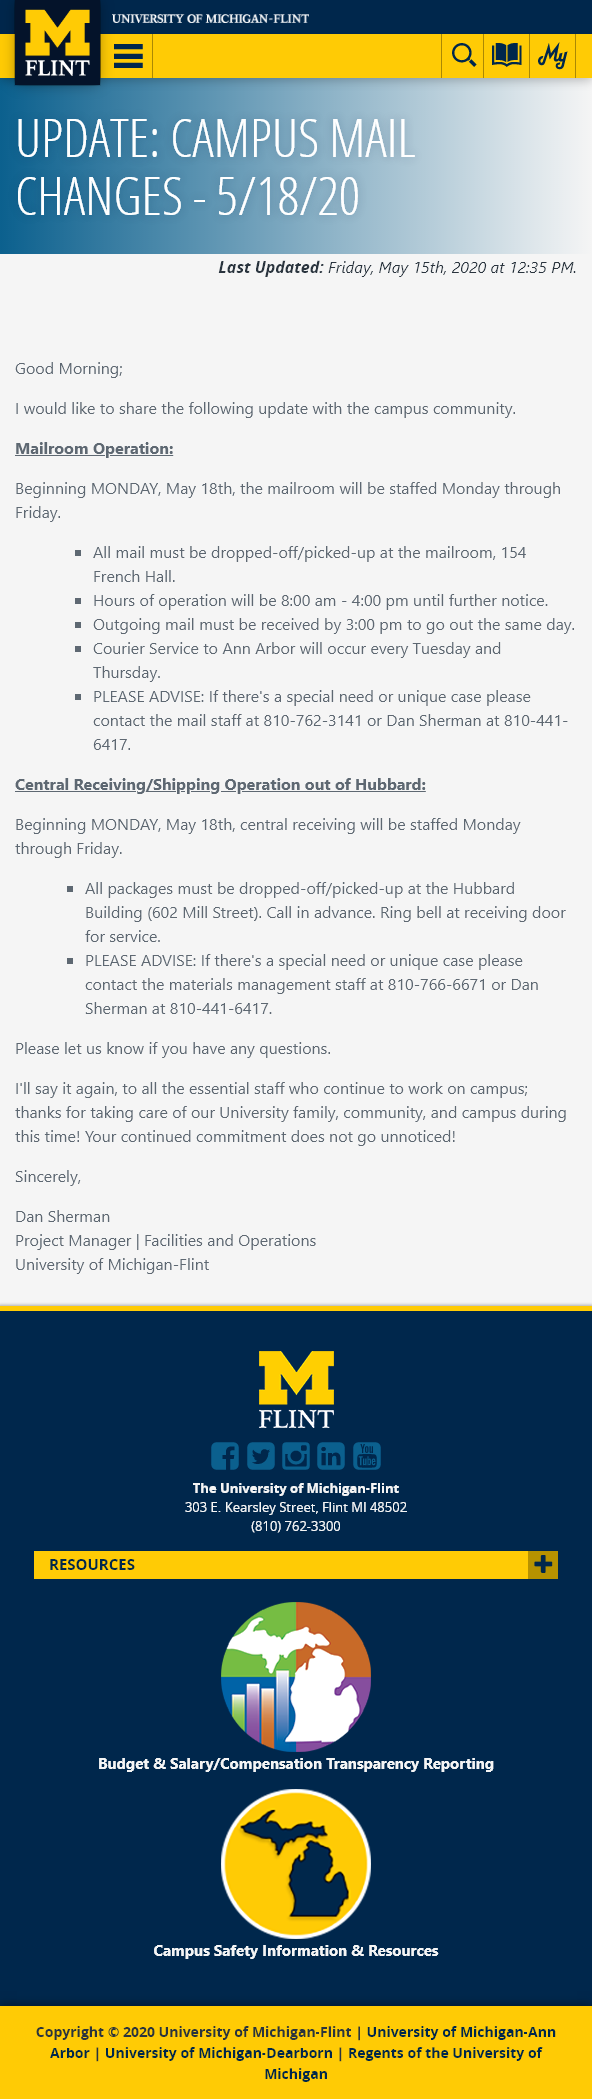 M
FLINT
UNIVERSITY OF MICHIGAN-FLINT
My
UPDATE: CAMPUS MAIL
CHANGES - 5/18/20
Last Updated: Friday, May 15th, 2020 at 12:35 PM.
Good Morning;
I would like to share the following update with the campus community.
Mailroom Operation:
Beginning MONDAY, May 18th, the mailroom will be staffed Monday through
Friday.
All mail must be dropped-off/picked-up at the mailroom, 154
French Hall.
Hours of operation will be 8:00 am - 4:00 pm until further notice.
Outgoing mail must be received by 3:00 pm to go out the same day.
Courier Service to Ann Arbor will occur every Tuesday and
Thursday.
PLEASE ADVISE: If there's a special need or unique case please
contact the mail staff at 810-762-3141 or Dan Sherman at 810-441-
6417.
Central Receiving/Shipping Operation out of Hubbard:
Beginning MONDAY, May 18th, central receiving will be staffed Monday
through Friday.
All packages must be dropped-off/picked-up at the Hubbard
Building (602 Mill Street). Call in advance. Ring bell at receiving door
for service.
PLEASE ADVISE: If there's a special need or unique case please
contact the materials management staff at 810-766-6671 or Dan
Sherman at 810-441-6417.
Please let us know if you have any questions.
I'll say it again, to all the essential staff who continue to work on campus;
thanks for taking care of our University family, community, and campus during
this time! Your continued commitment does not go unnoticed!
Sincerely,
Dan Sherman
Project Manager | Facilities and Operations
University of Michigan-Flint
M
FLINT
You
Tube
The University of Michigan-Flint
303 E. Kearsley Street, Flint MI 48502
(810) 762-3300
RESOURCES
Budget & Salary/Compensation Transparency Reporting
Campus Safety Information & Resources
Copyright © 2020 University of Michigan-Flint | University of Michigan-Ann
Arbor | University of Michigan-Dearborn | Regents of the University of
Michigan